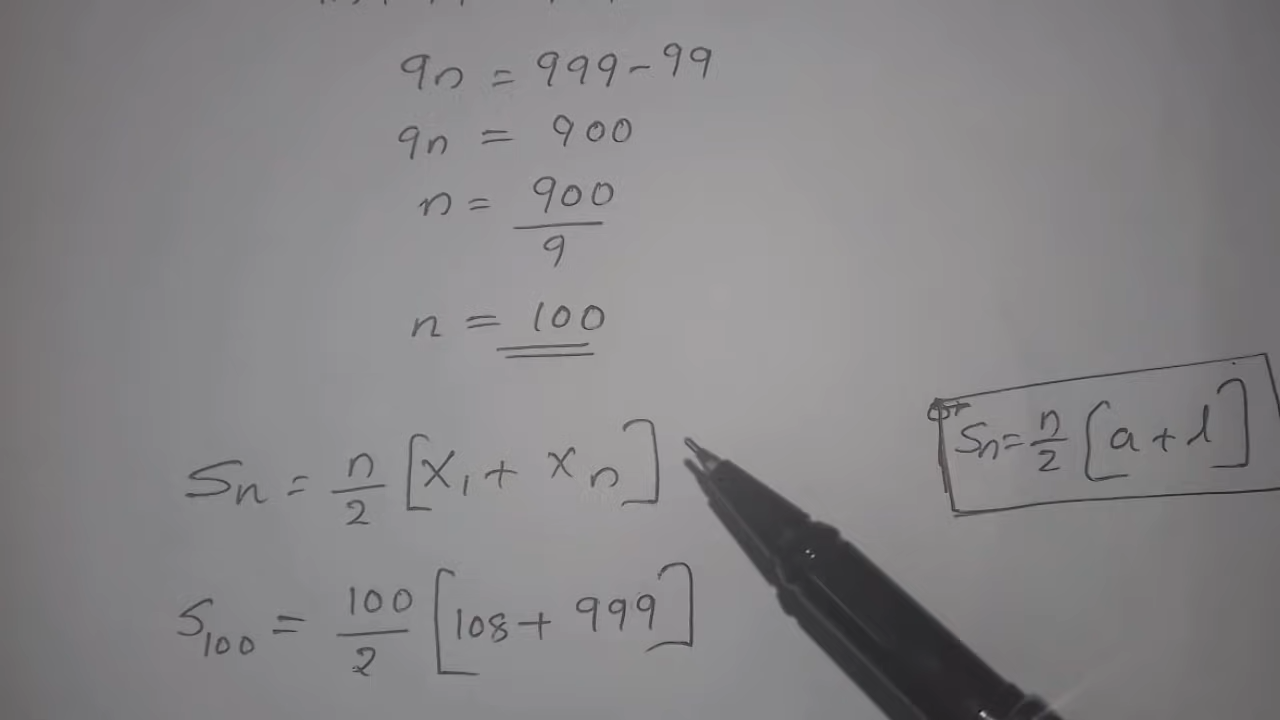 9n = 999 - 99
9n = 900
n = 900/9
n = 100
Sn = n/2 [x₁ + xn]
Sn = n/2 [a + l]
S₁₀₀ = 100/2 [108 + 999]